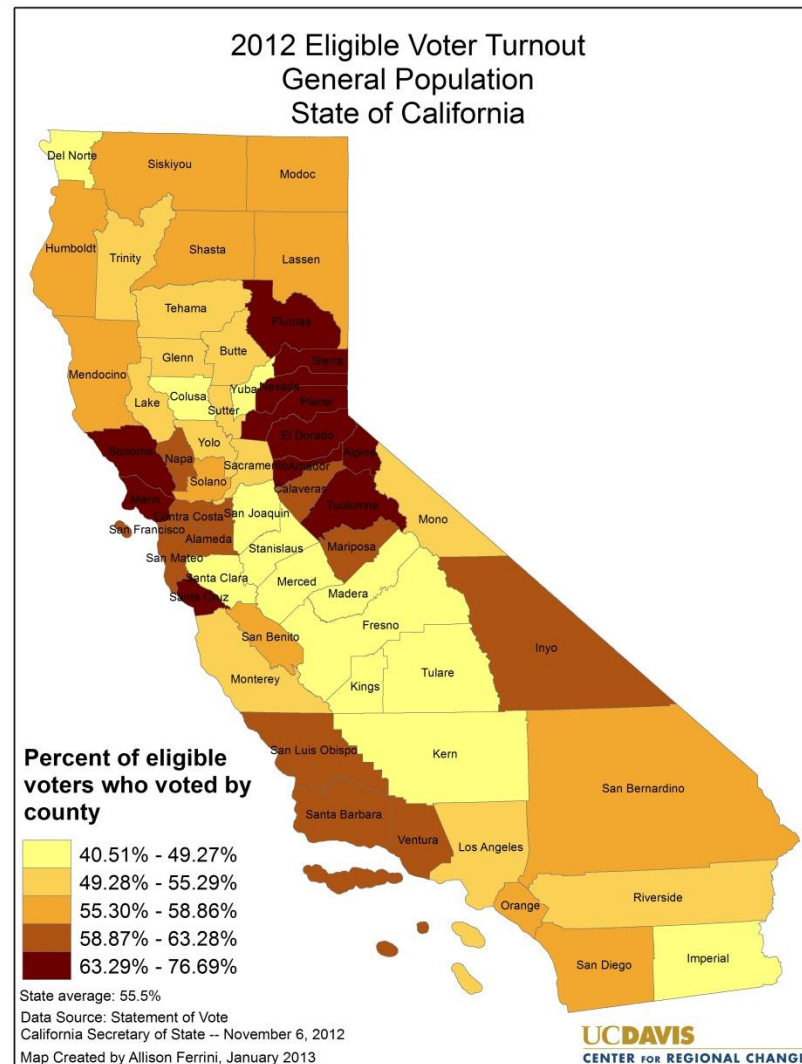 2012 Eligible Voter Turnout
General Population
State of California
Del Norte
Siskiyou
Modoc
Humboldt
Trinity
Shasta
Lassen
Tehama
Plumas
Mendocino
Glenn
Butte
Sierra
Lake
Colusa
Yuba
Nevada
Sutter
Placer
Sonoma
Napa
Yolo
El Dorado
Alpine
Sacramento
Amador
Marin
Solano
Calaveras
Tuolumne
Mono
Contra Costa
San Joaquin
San Francisco
Alameda
Mariposa
San Mateo
Stanislaus
Santa Clara
Merced
Santa Cruz
Madera
San Benito
Fresno
Inyo
Monterey
Kings
Tulare
San Luis Obispo
Kern
San Bernardino
Santa Barbara
Ventura
Los Angeles
Orange
Riverside
San Diego
Imperial
Percent of eligible
voters who voted by
county
40.51% - 49.27%
49.28% - 55.29%
55.30% - 58.86%
58.87% - 63.28%
63.29% - 76.69%
State average: 55.5%
Data Source: Statement of Vote
California Secretary of State -- November 6, 2012
Map Created by Allison Ferrini, January 2013
UCDAVIS
CENTER FOR REGIONAL CHANGE